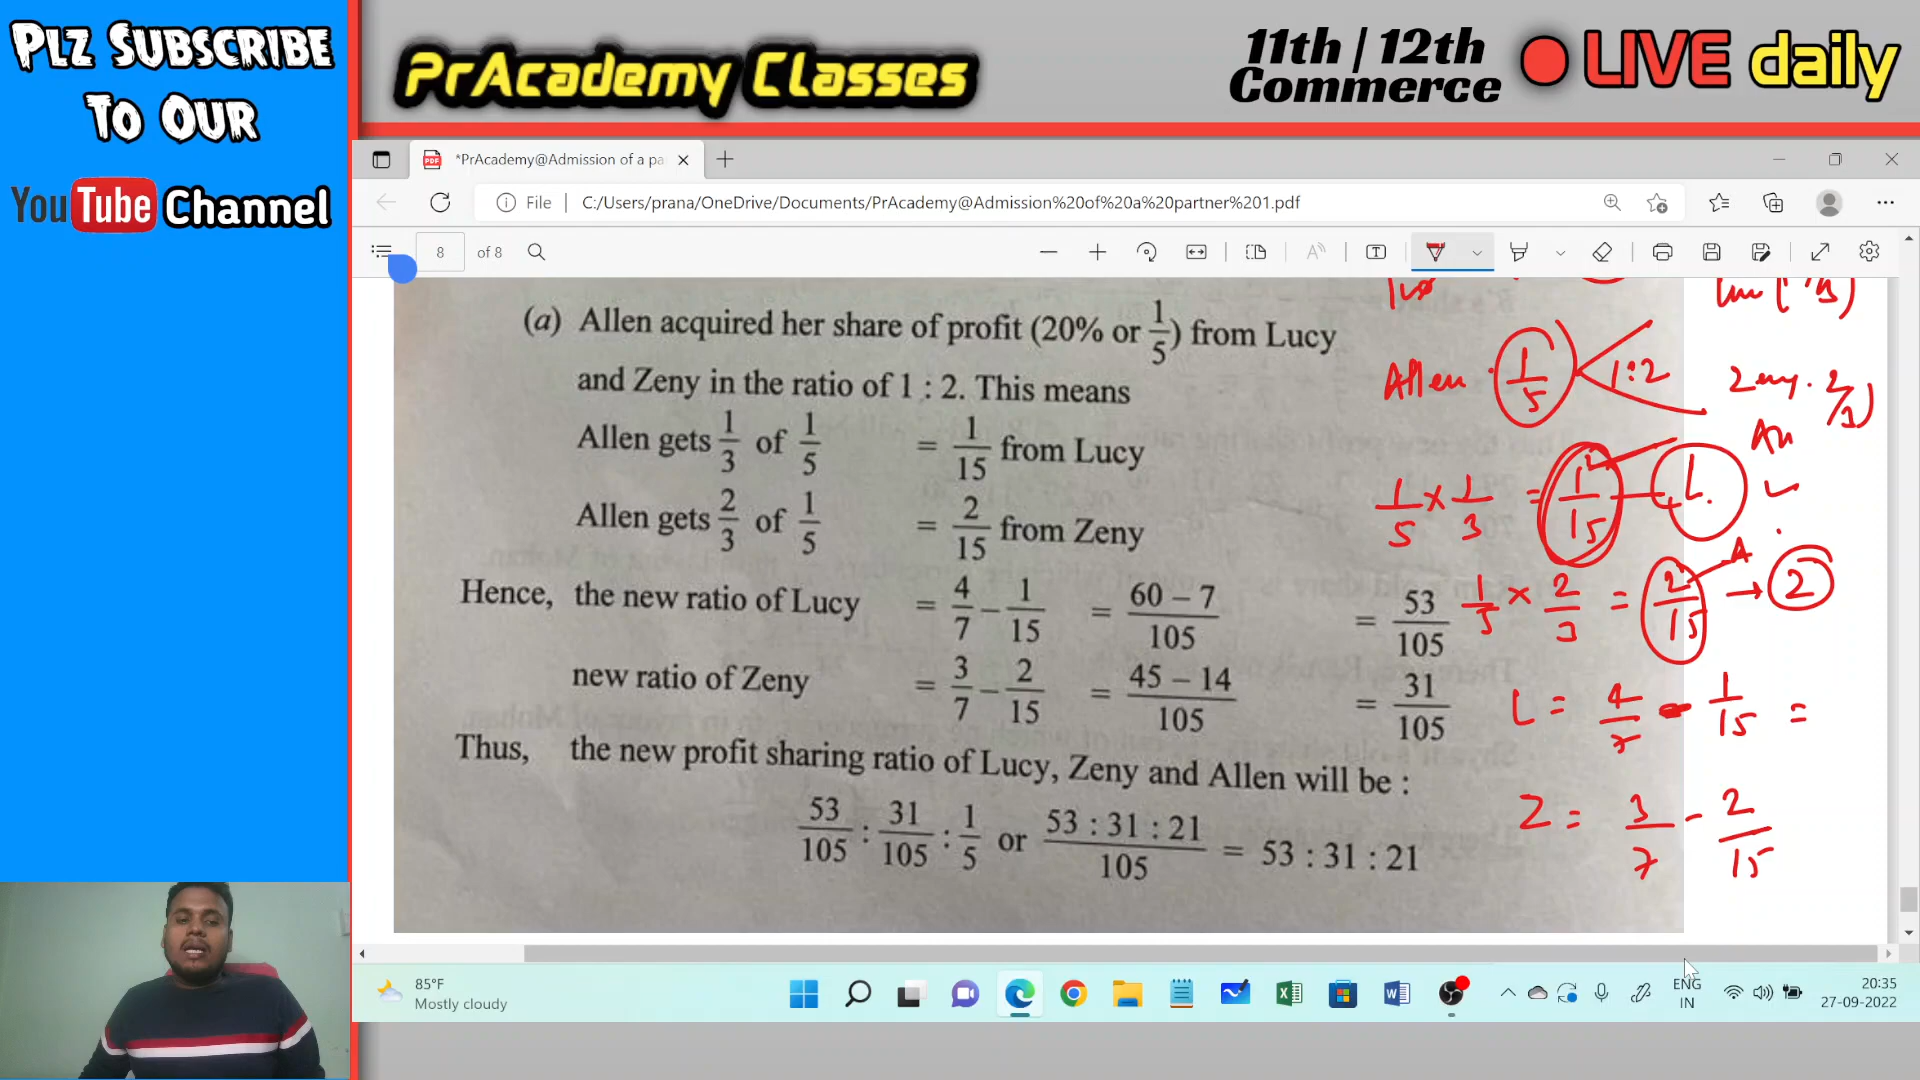 PLZ SUBSCRIBE
TO OUR
YouTube Channel
PrAcademy Classes
11th | 12th
Commerce
LIVE daily
*PrAcademy@Admission of a pa
File C:/Users/prana/OneDrive/Documents/PrAcademy@Admission%20of%20a%20partner%201.pdf
8 of 8
(a) Allen acquired her share of profit (20% or 1/5) from Lucy
and Zeny in the ratio of 1 : 2. This means
Allen gets 1/3 of 1/5 = 1/15 from Lucy
Allen gets 2/3 of 1/5 = 2/15 from Zeny
Hence, the new ratio of Lucy = 4/7 − 1/15 = 60 − 7/105 = 53/105
new ratio of Zeny = 3/7 − 2/15 = 45 − 14/105 = 31/105
Thus, the new profit sharing ratio of Lucy, Zeny and Allen will be :
53/105 : 31/105 : 1/5 or 53 : 31 : 21/105 = 53 : 31 : 21
Allen 1/5 1:2
Zeny
1/5 × 1/3 = 1/15 L.
1/5 × 2/3 = 2/15 → 2
A
L = 4/7 - 1/15 =
Z = 3/7 - 2/15
85°F
Mostly cloudy
ENG
IN
20:35
27-09-2022